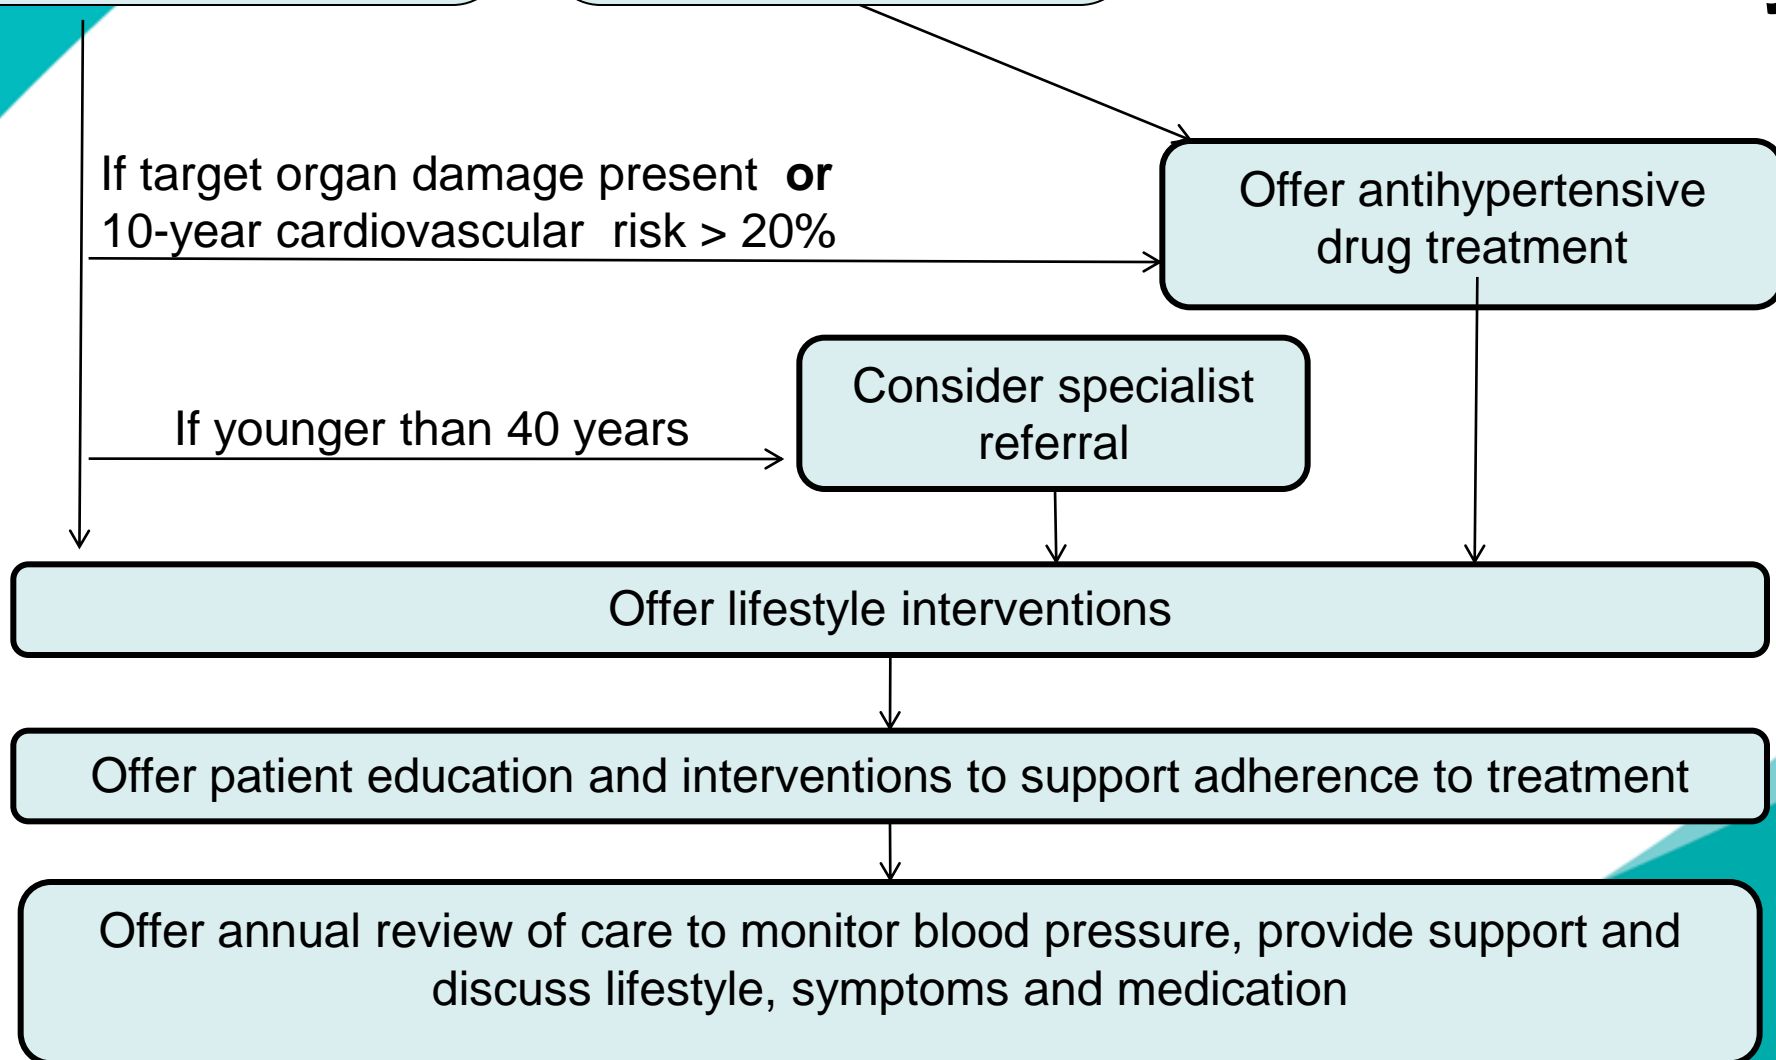 If target organ damage present or
10-year cardiovascular risk > 20%
Offer antihypertensive
drug treatment
Consider specialist
referral
If younger than 40 years
Offer lifestyle interventions
Offer patient education and interventions to support adherence to treatment
Offer annual review of care to monitor blood pressure, provide support and
discuss lifestyle, symptoms and medication